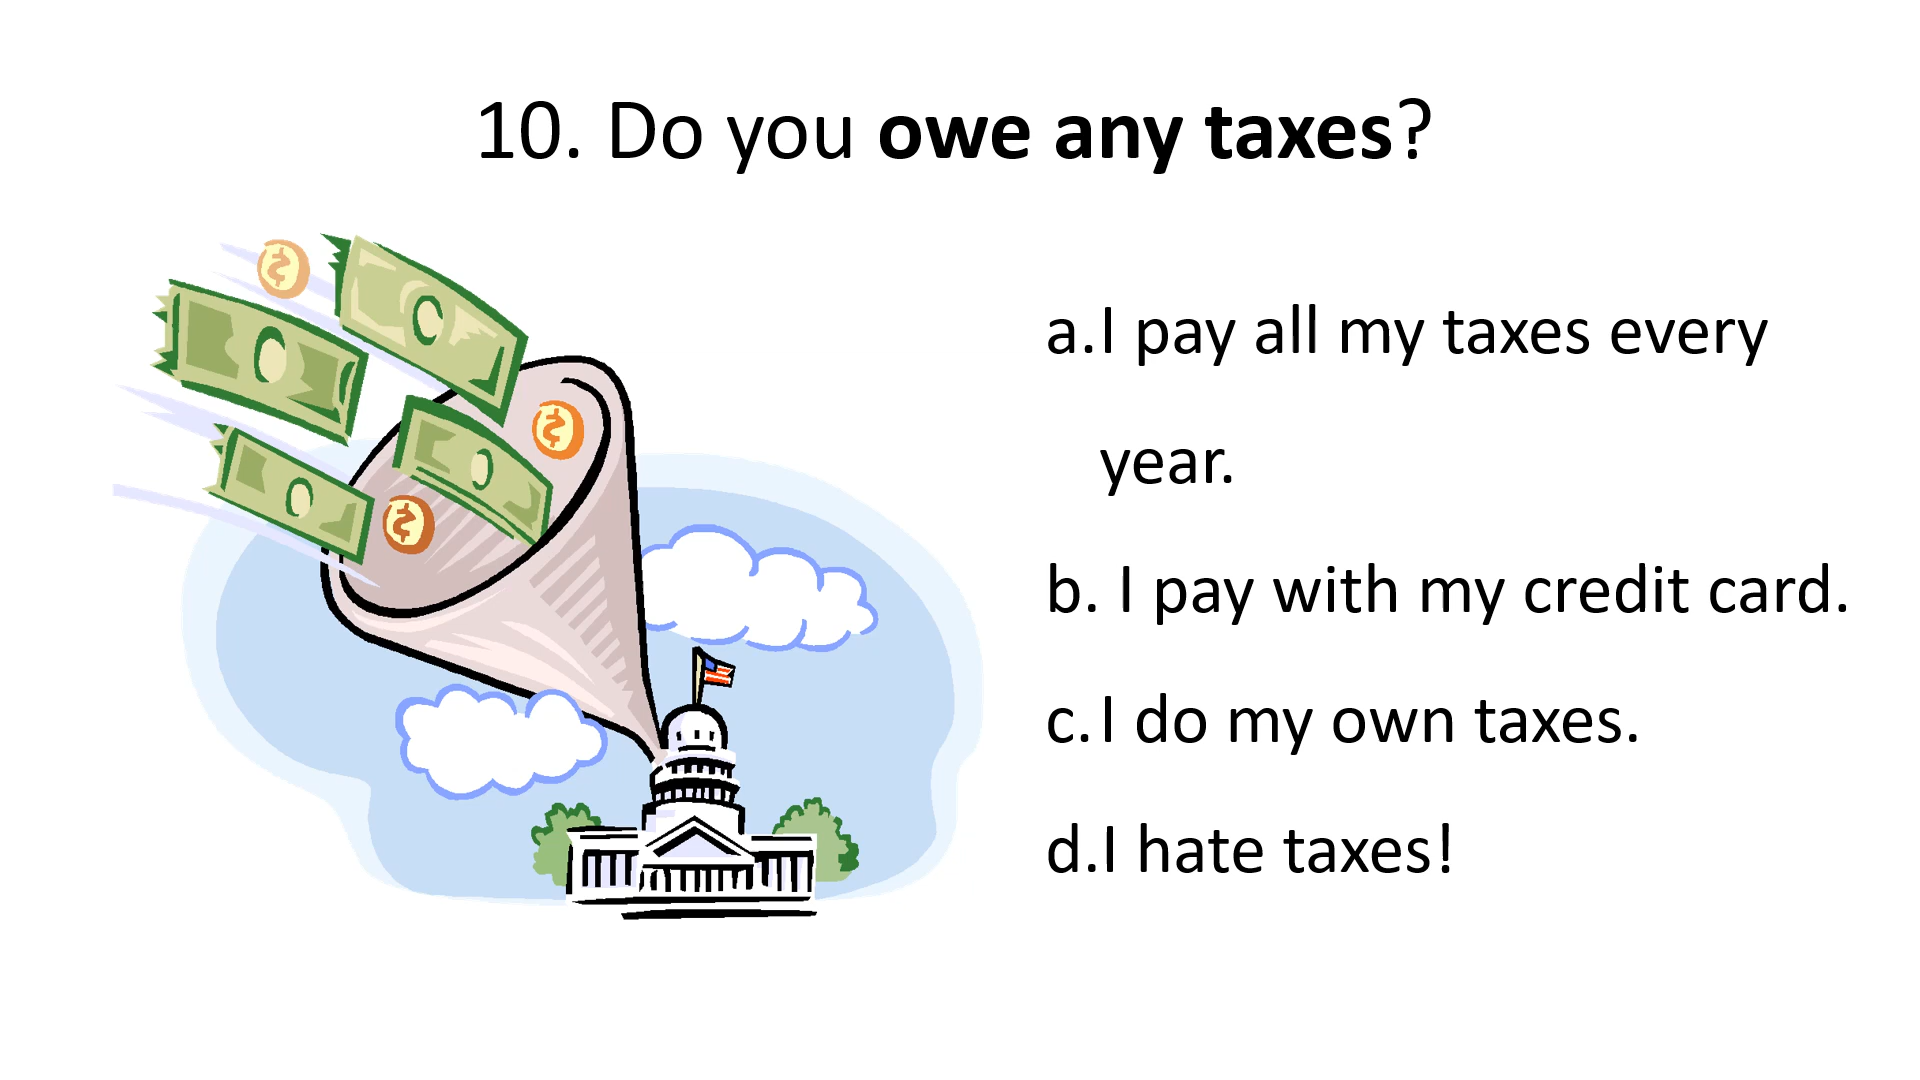 10. Do you owe any taxes?
a. I pay all my taxes every
year.
b. I pay with my credit card.
c. I do my own taxes.
d. I hate taxes!